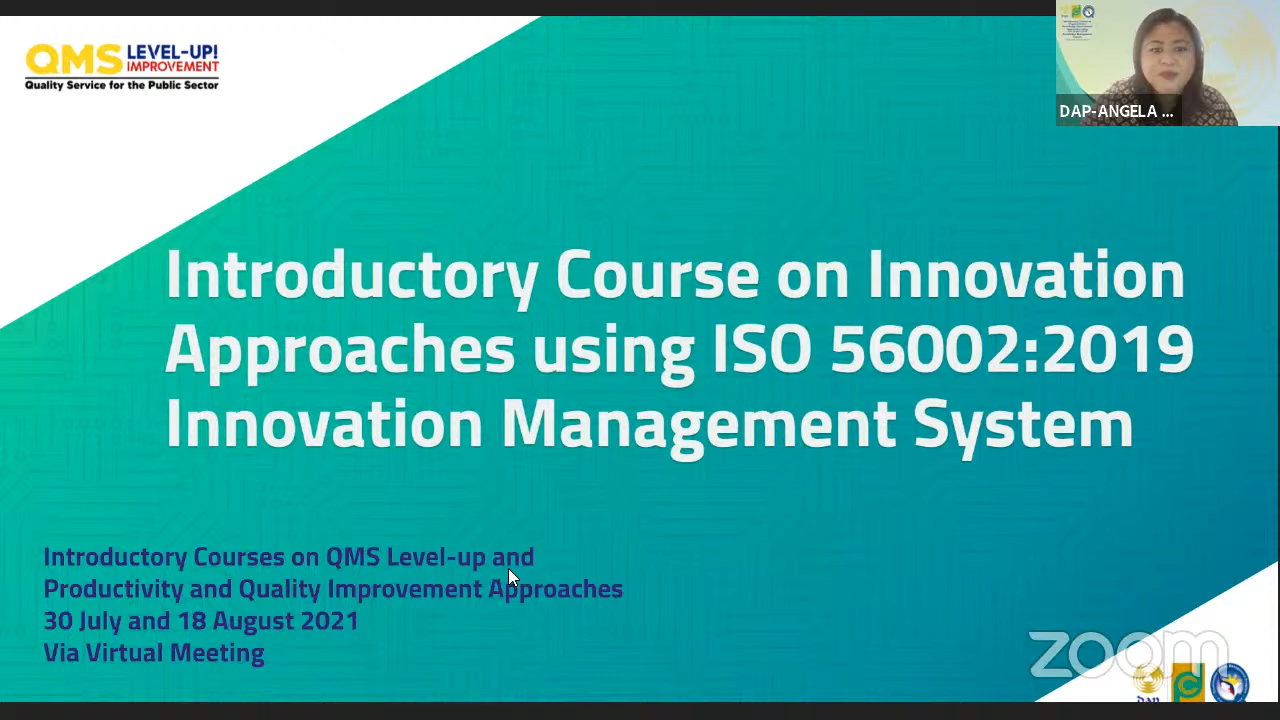 QMS LEVEL-UP!
IMPROVEMENT
Quality Service for the Public Sector
DAP-ANGELA ...
Introductory Course on Innovation
Approaches using ISO 56002:2019
Innovation Management System
Introductory Courses on QMS Level-up and
Productivity and Quality Improvement Approaches
30 July and 18 August 2021
Via Virtual Meeting
zoom
DAP